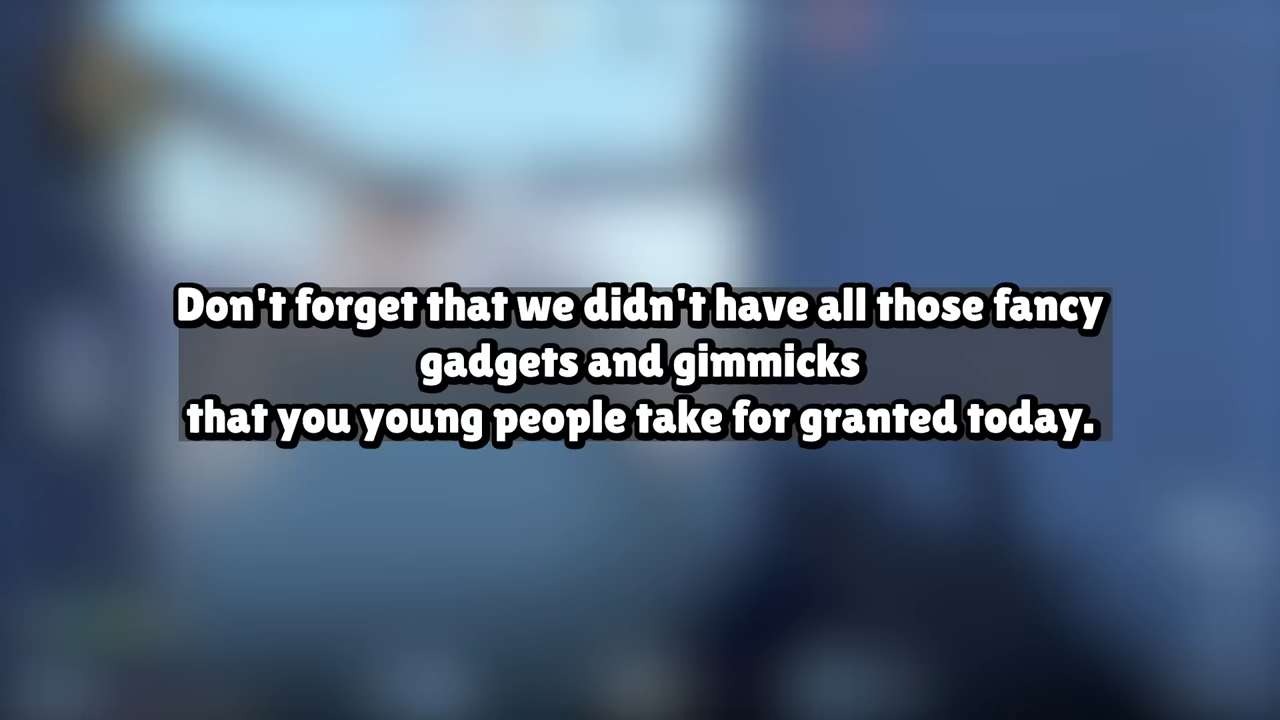 Don't forget that we didn't have all those fancy
gadgets and gimmicks
that you young people take for granted today.